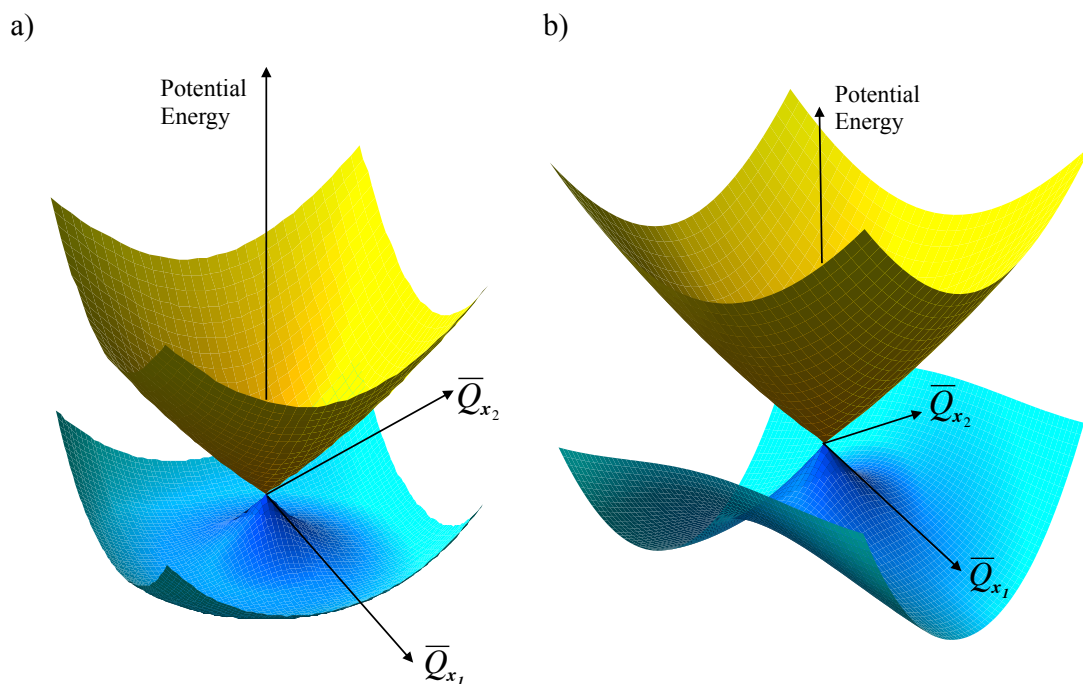 a)
Potential
Energy
Q̅x₂
Q̅x₁
b)
Potential
Energy
Q̅x₂
Q̅x₁